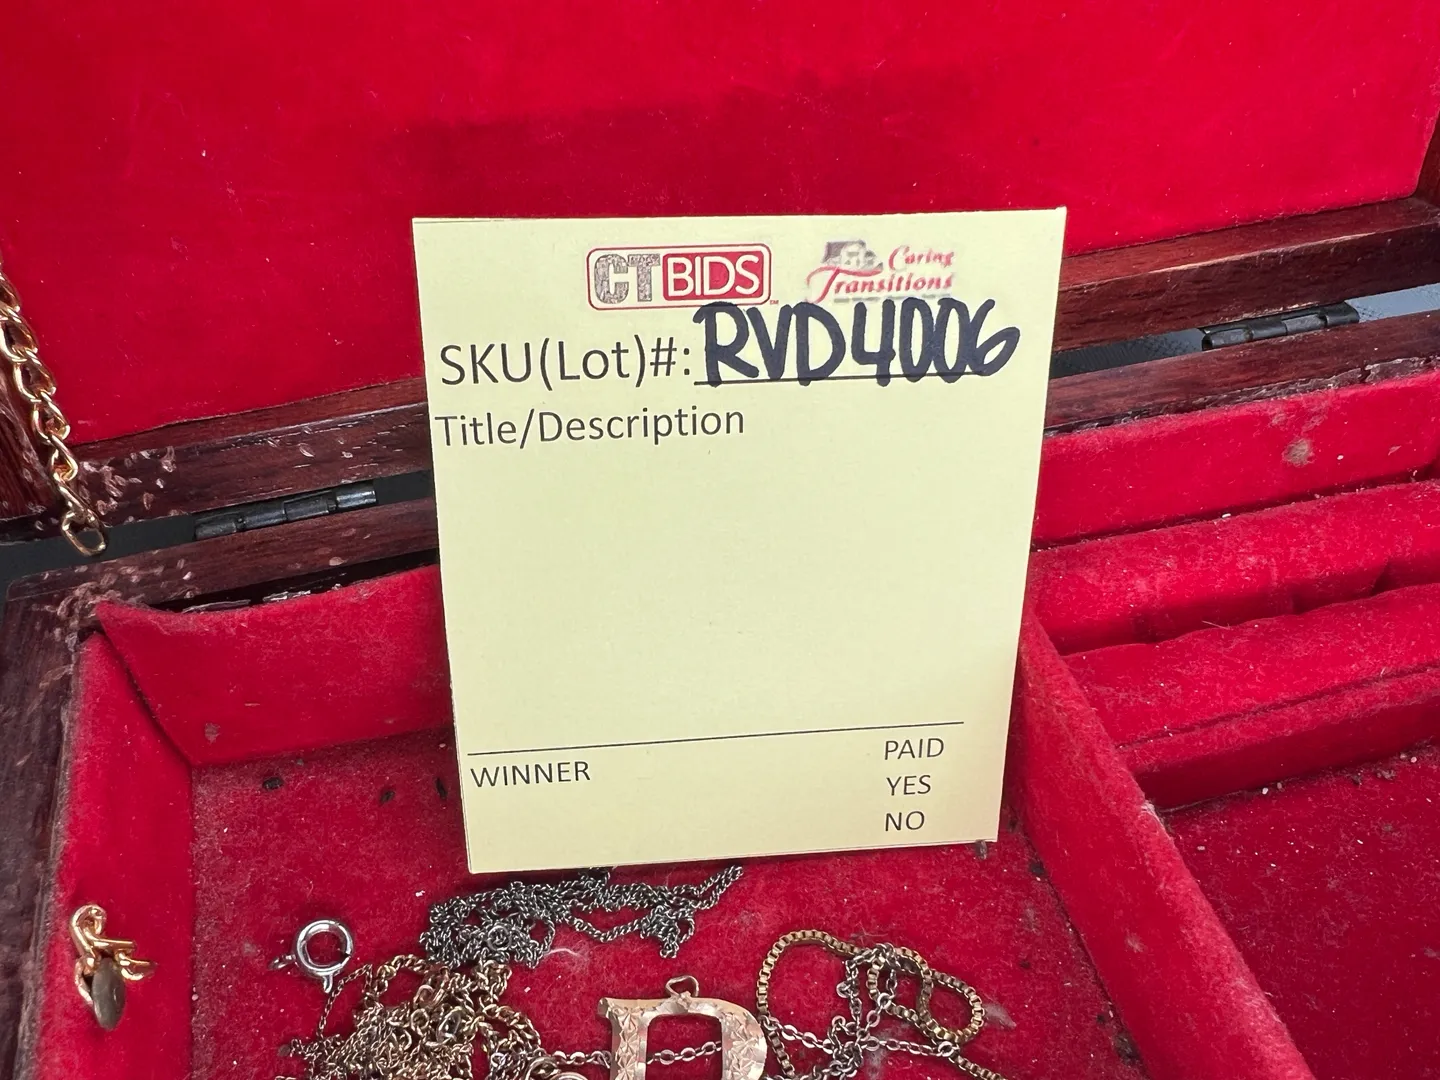 CTBIDS
Caring
Transitions
SKU(Lot)#: RVD4006
Title/Description
WINNER
PAID
YES
NO